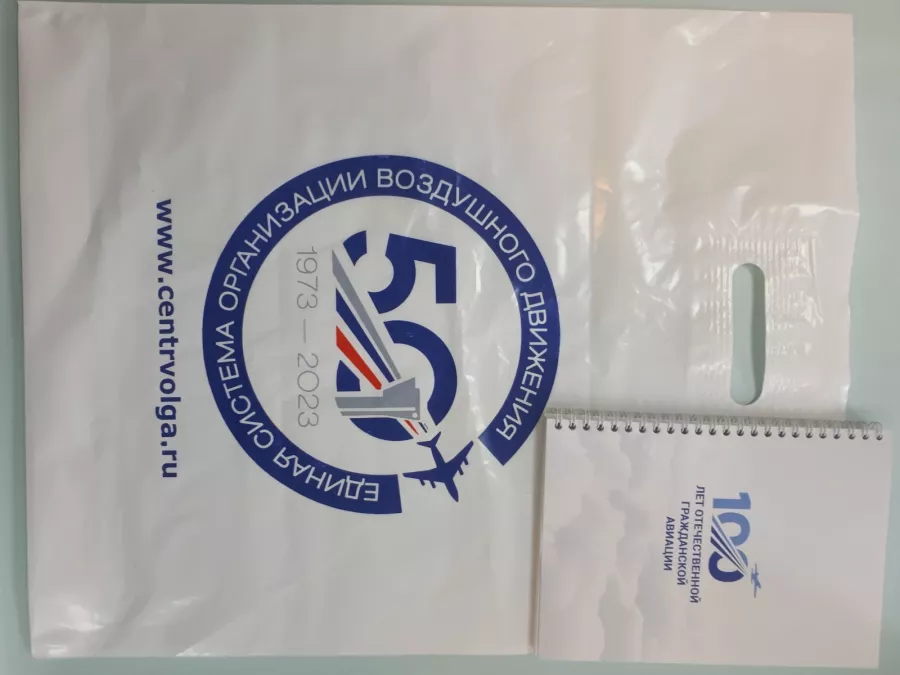 ЕДИНАЯ СИСТЕМА ОРГАНИЗАЦИИ ВОЗДУШНОГО ДВИЖЕНИЯ
50
1973 — 2023
www.centrvolga.ru
100
ЛЕТ ОТЕЧЕСТВЕННОЙ
ГРАЖДАНСКОЙ
АВИАЦИИ